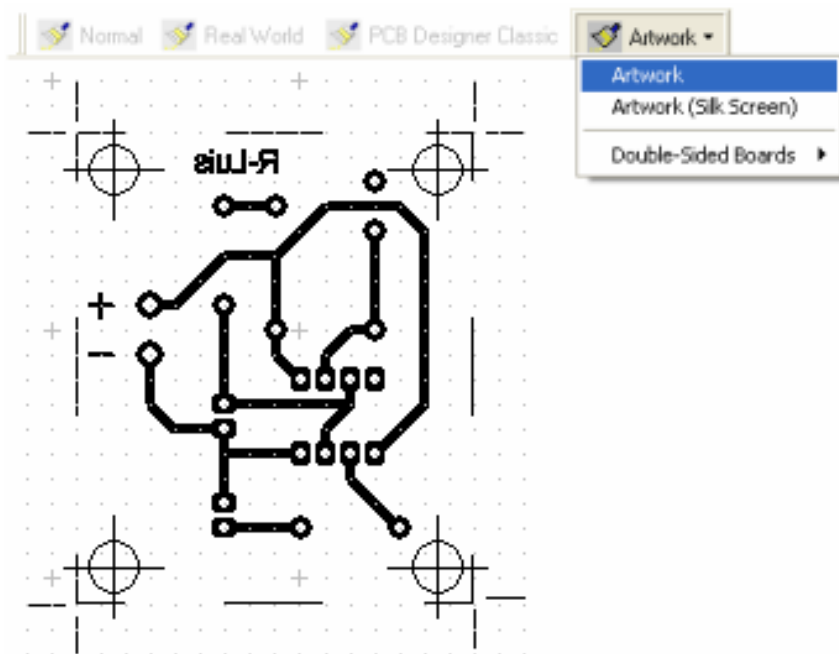 Normal Real World PCB Designer Classic Artwork
Artwork
Artwork (Silk Screen)
Double-Sided Boards
R-Luis
+
−